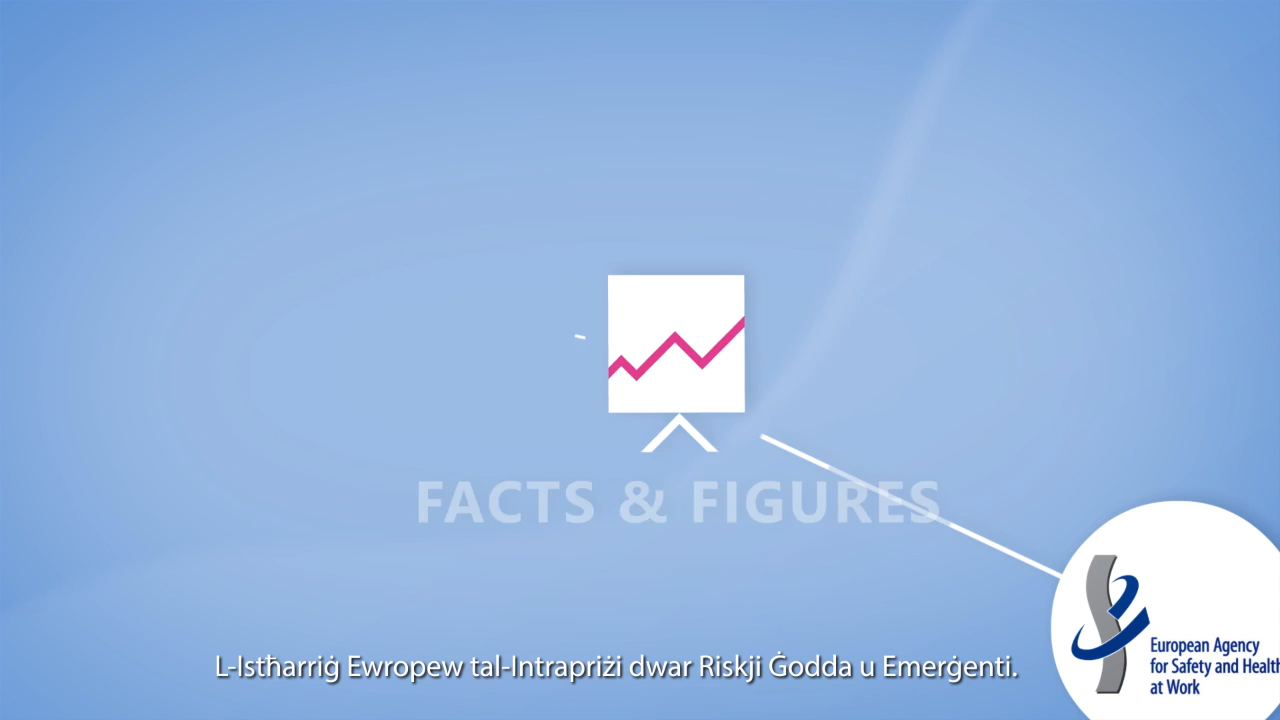 FACTS & FIGURES
L-Istħarriġ Ewropew tal-Intrapriżi dwar Riskji Ġodda u Emerġenti.
European Agency
for Safety and Health
at Work